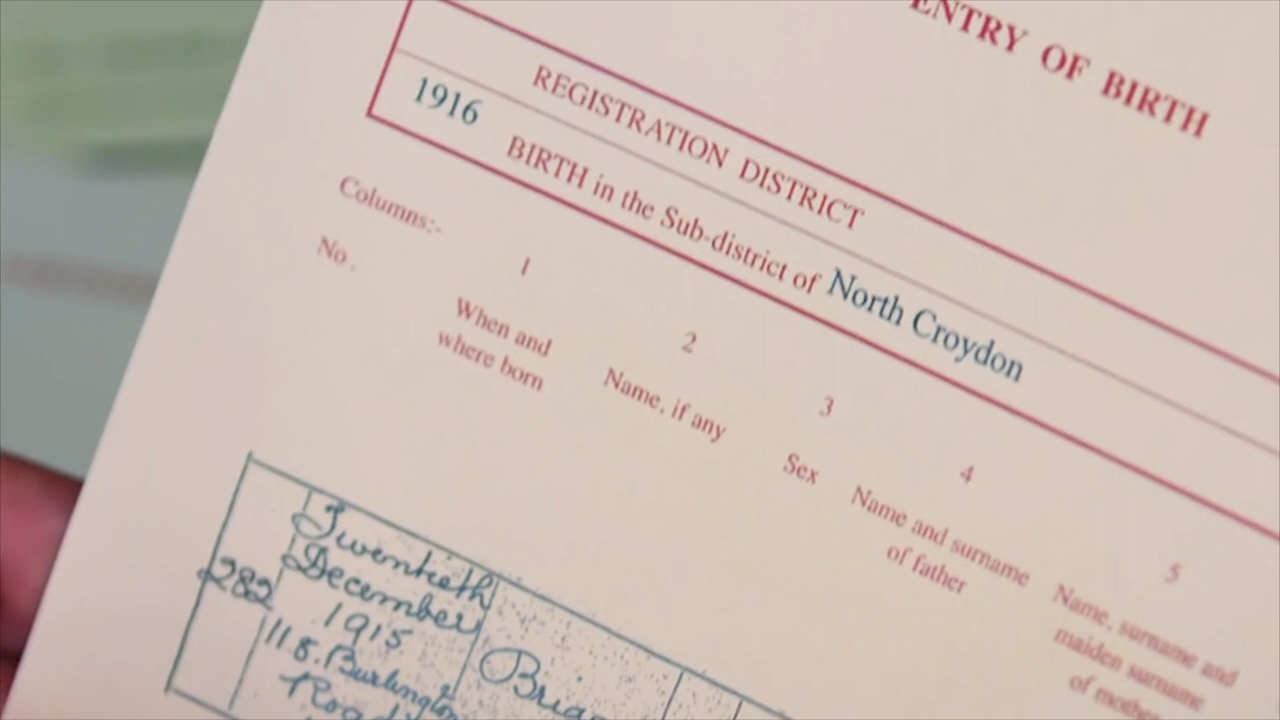 ENTRY OF BIRTH
REGISTRATION DISTRICT
1916 BIRTH in the Sub-district of North Croydon
Columns:- 1 2 3 4 5
No.
When and
where born
Name, if any
Sex
Name and surname
of father
Name, surname and
maiden surname
of mother
282
Twentieth
December
1915
118. Burlington
Road
Brian